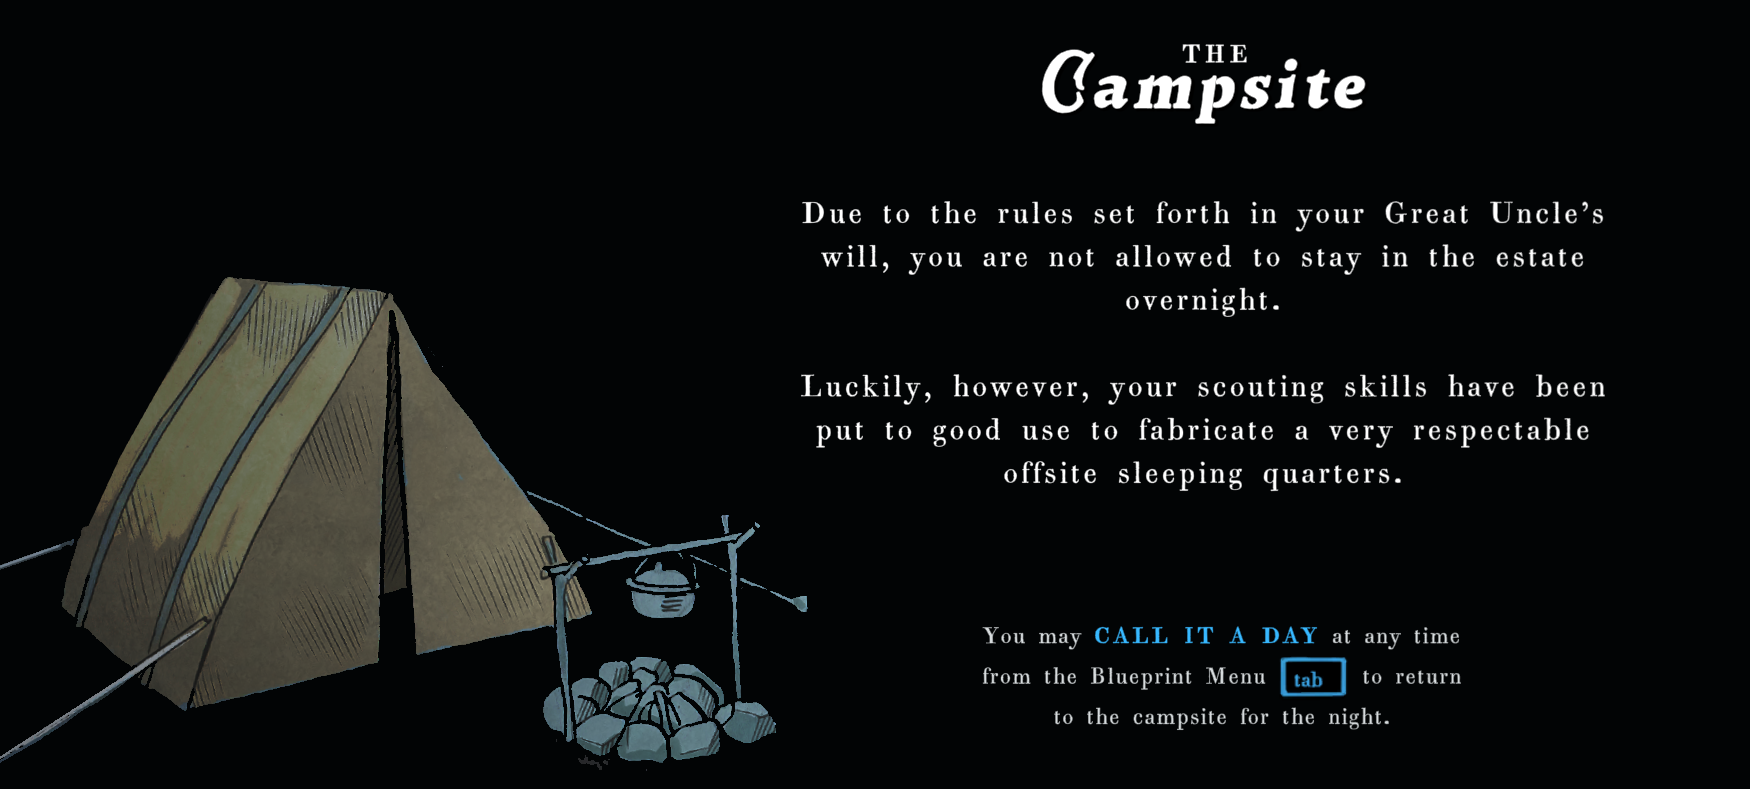 THE
Campsite
Due to the rules set forth in your Great Uncle's
will, you are not allowed to stay in the estate
overnight.
Luckily, however, your scouting skills have been
put to good use to fabricate a very respectable
offsite sleeping quarters.
You may CALL IT A DAY at any time
from the Blueprint Menu tab to return
to the campsite for the night.